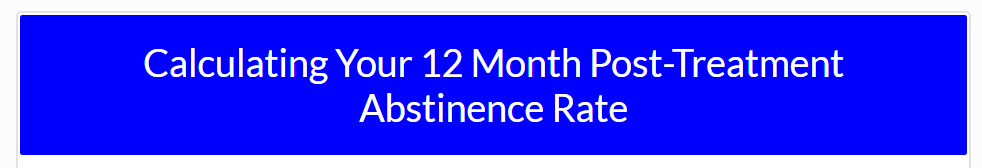 Calculating Your 12 Month Post-Treatment
Abstinence Rate